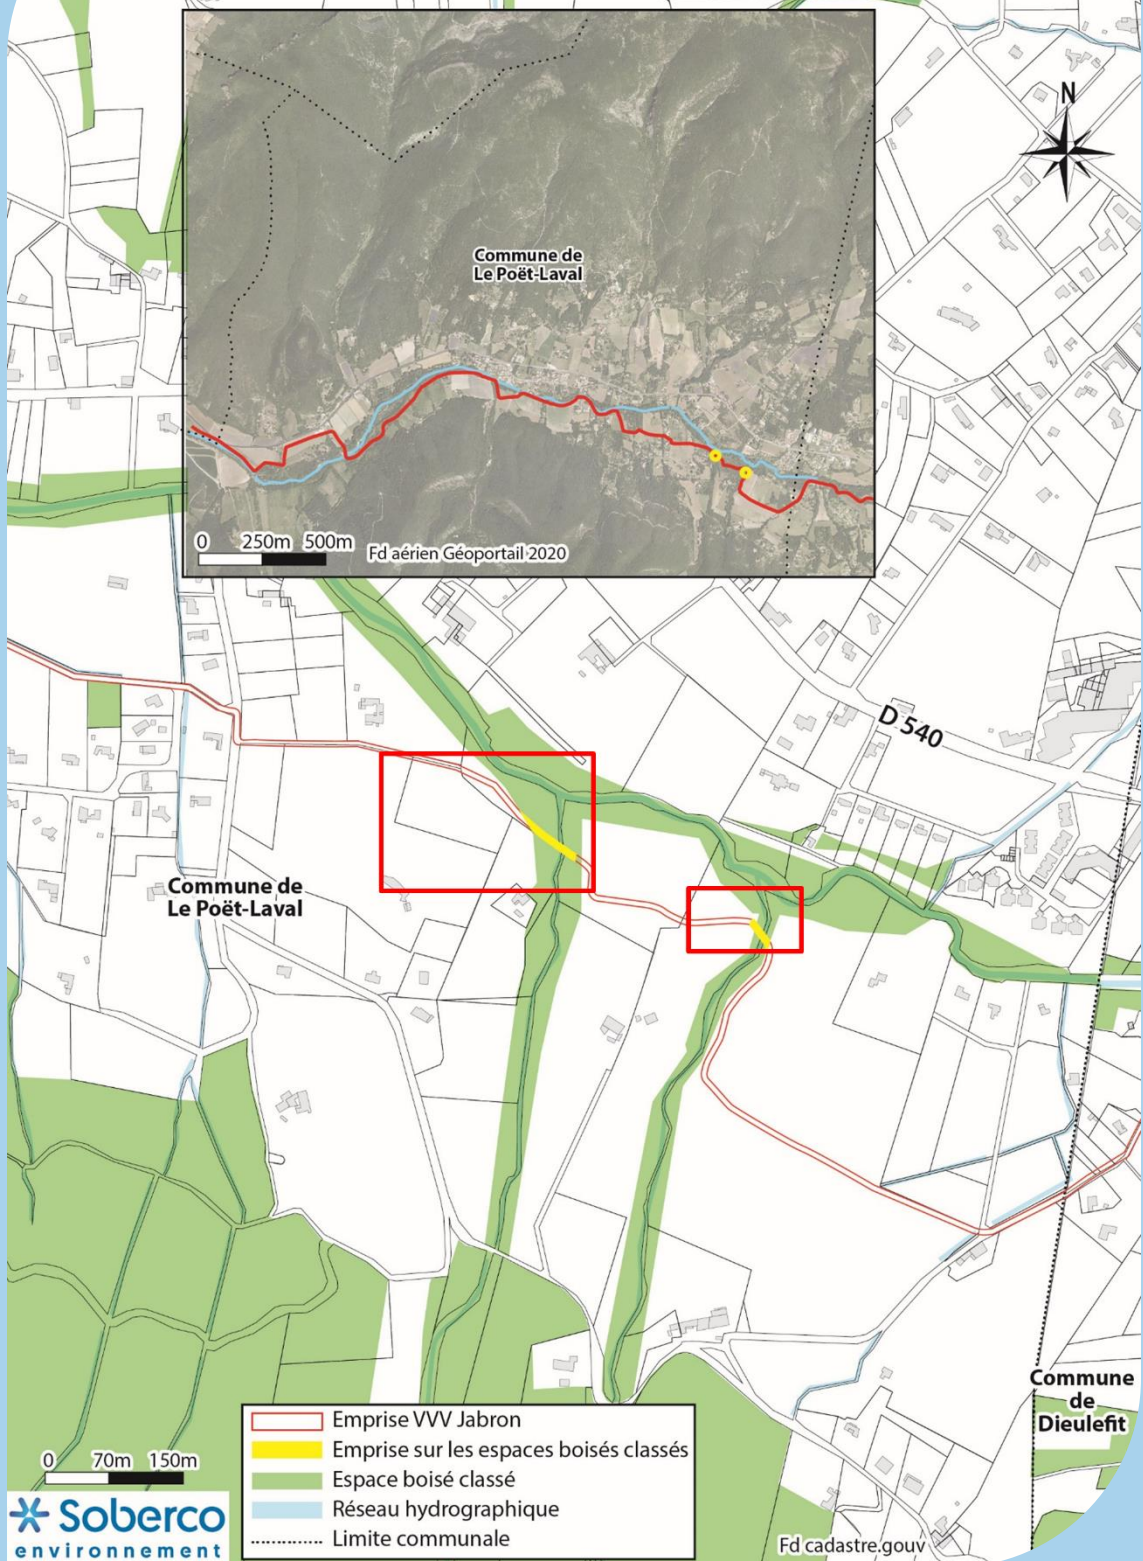 N
Commune de
Le Poët-Laval
0 250m 500m
Fd aérien Géoportail 2020
D 540
Commune de
Le Poët-Laval
Commune
de
Dieulefit
Emprise VVV Jabron
Emprise sur les espaces boisés classés
Espace boisé classé
Réseau hydrographique
Limite communale
0 70m 150m
Soberco
environnement
Fd cadastre.gouv